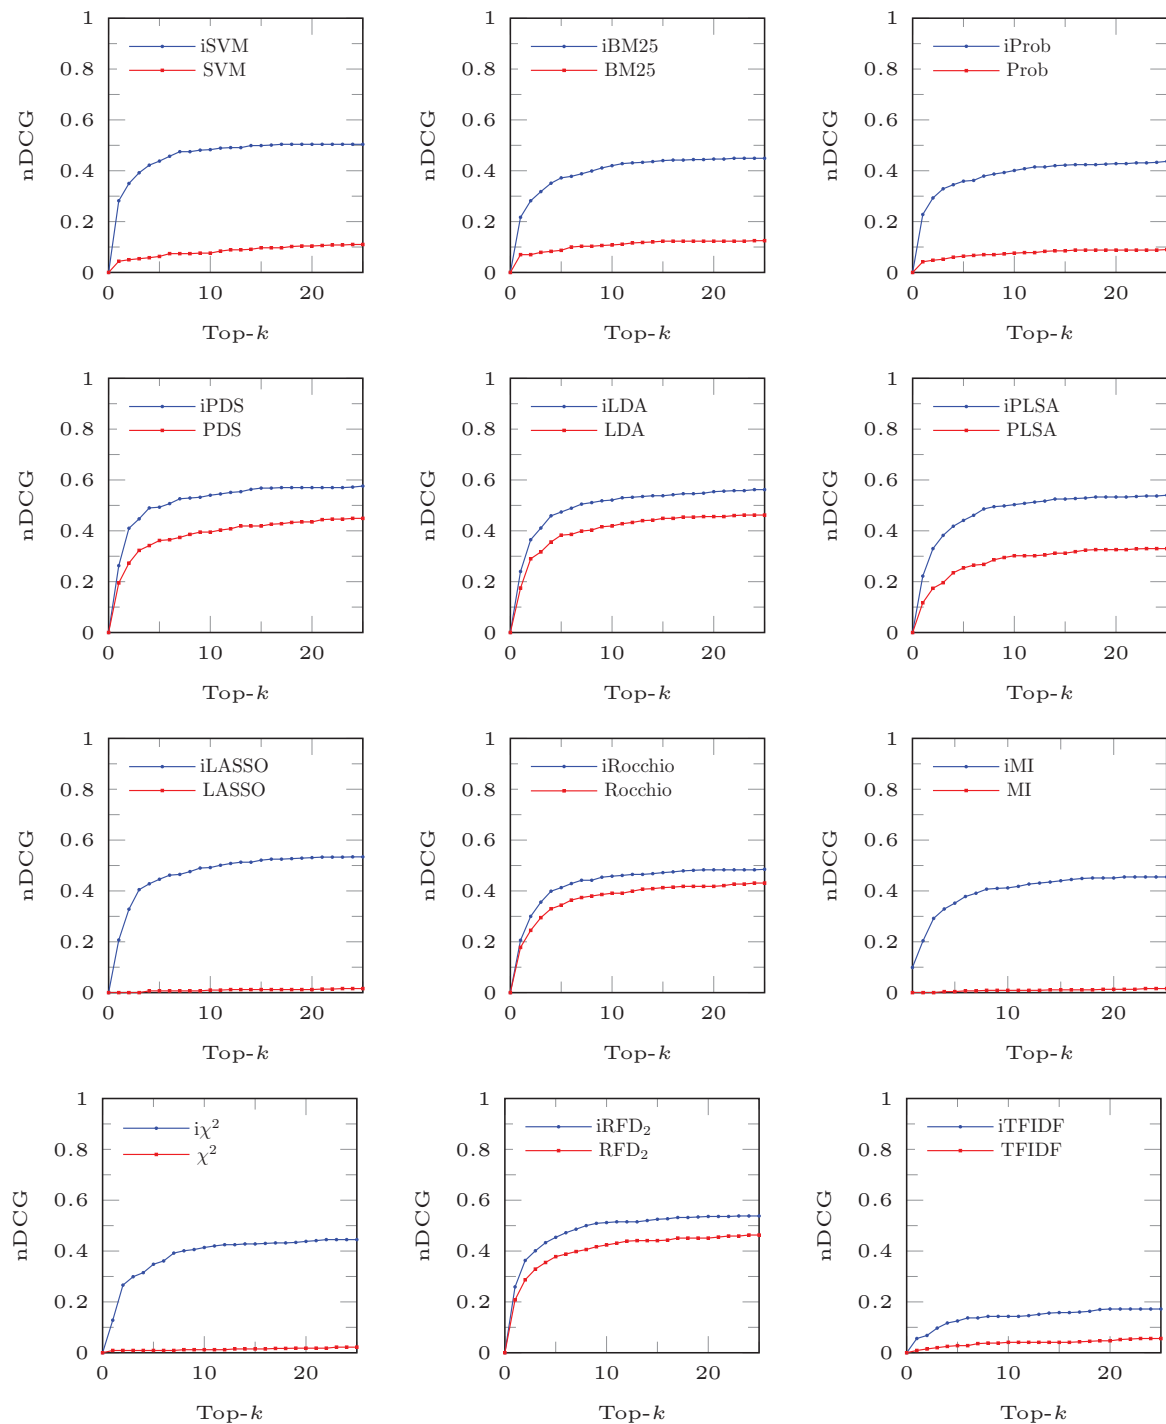 1
0.8
0.6
0.4
0.2
0
0 10 20
nDCG
Top-k
iSVM
SVM
1
0.8
0.6
0.4
0.2
0
0 10 20
nDCG
Top-k
iBM25
BM25
1
0.8
0.6
0.4
0.2
0
0 10 20
nDCG
Top-k
iProb
Prob
1
0.8
0.6
0.4
0.2
0
0 10 20
nDCG
Top-k
iPDS
PDS
1
0.8
0.6
0.4
0.2
0
0 10 20
nDCG
Top-k
iLDA
LDA
1
0.8
0.6
0.4
0.2
0
0 10 20
nDCG
Top-k
iPLSA
PLSA
1
0.8
0.6
0.4
0.2
0
0 10 20
nDCG
Top-k
iLASSO
LASSO
1
0.8
0.6
0.4
0.2
0
0 10 20
nDCG
Top-k
iRocchio
Rocchio
1
0.8
0.6
0.4
0.2
0
0 10 20
nDCG
Top-k
iMI
MI
1
0.8
0.6
0.4
0.2
0
0 10 20
nDCG
Top-k
iχ²
χ²
1
0.8
0.6
0.4
0.2
0
0 10 20
nDCG
Top-k
iRFD₂
RFD₂
1
0.8
0.6
0.4
0.2
0
0 10 20
nDCG
Top-k
iTFIDF
TFIDF